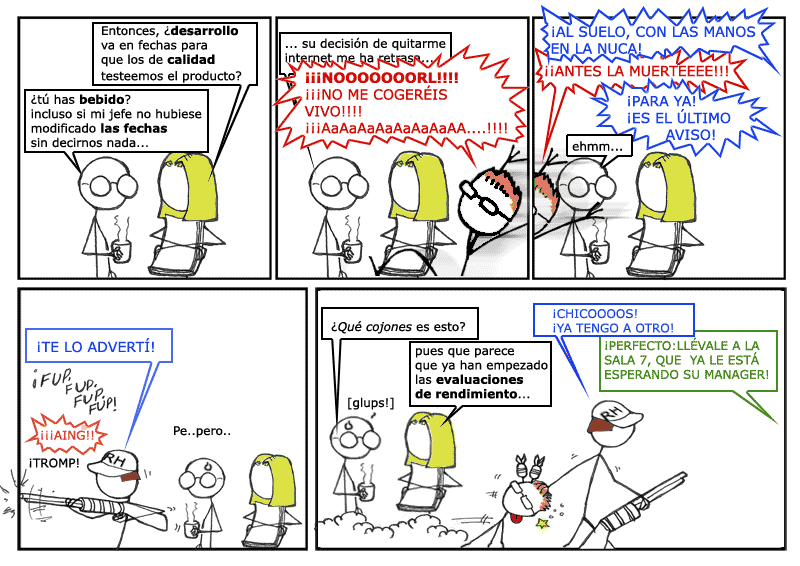 Entonces, ¿desarrollo
va en fechas para
que los de calidad
testeemos el producto?
¿tú has bebido?
incluso si mi jefe no hubiese
modificado las fechas
sin decirnos nada...
... su decisión de quitarme
internet me ha retrasa...
¡¡¡NOOOOOOORL!!!!
¡¡¡NO ME COGERÉIS
VIVO!!!!
¡¡¡AaAaAaAaAaAaAaAA....!!!!
¡AL SUELO, CON LAS MANOS
EN LA NUCA!
¡¡ANTES LA MUERTEEEE!!!
¡PARA YA!
¡ES EL ÚLTIMO
AVISO!
ehmm...
¡TE LO ADVERTÍ!
¡FUP,
FUP,
FUP,
FUP!
¡¡¡AING!!
¡TROMP!
RH
Pe..pero..
¿Qué cojones es esto?
pues que parece
que ya han empezado
las evaluaciones
de rendimiento...
[glups!]
¡CHICOOOOS!
¡YA TENGO A OTRO!
¡PERFECTO:LLÉVALE A LA
SALA 7, QUE YA LE ESTÁ
ESPERANDO SU MANAGER!
RH